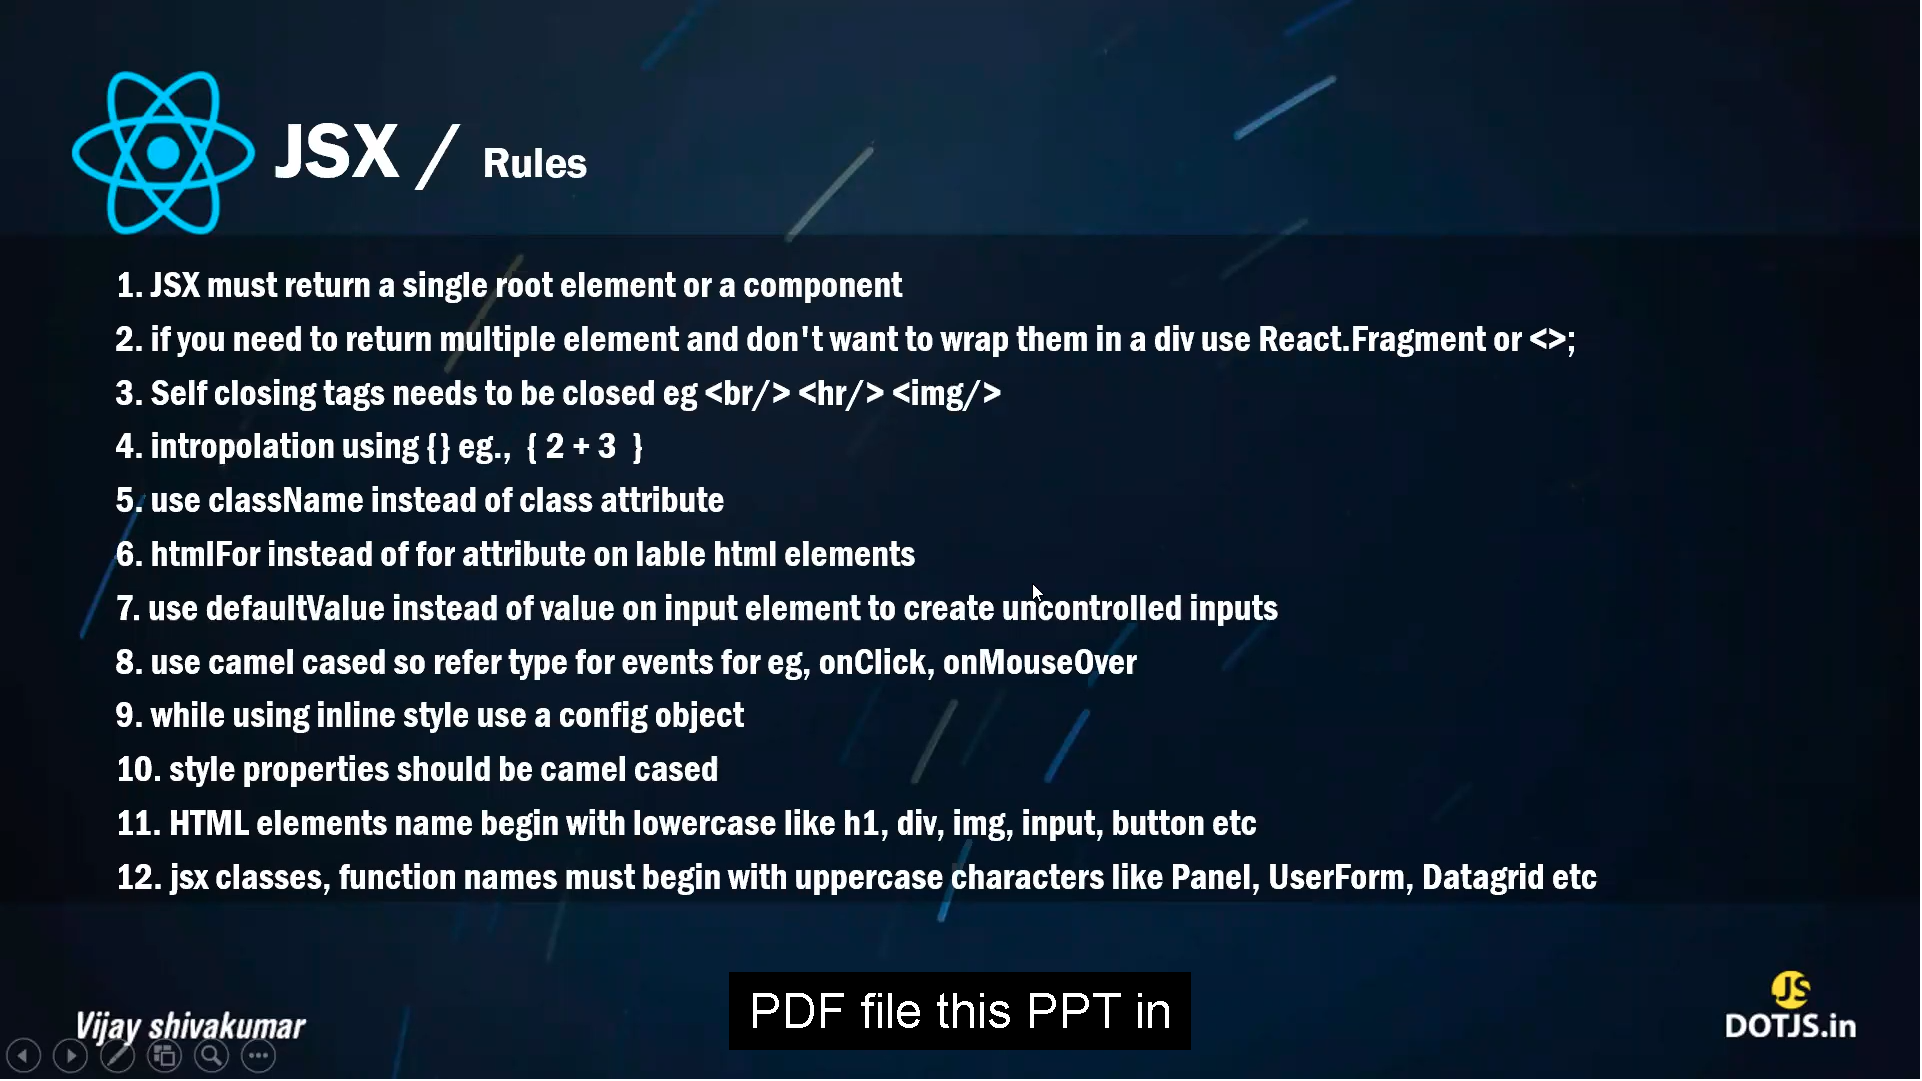 JSX / Rules
1. JSX must return a single root element or a component
2. if you need to return multiple element and don't want to wrap them in a div use React.Fragment or <>;
3. Self closing tags needs to be closed eg <br/> <hr/> <img/>
4. intropolation using {} eg., { 2 + 3 }
5. use className instead of class attribute
6. htmlFor instead of for attribute on lable html elements
7. use defaultValue instead of value on input element to create uncontrolled inputs
8. use camel cased so refer type for events for eg, onClick, onMouseOver
9. while using inline style use a config object
10. style properties should be camel cased
11. HTML elements name begin with lowercase like h1, div, img, input, button etc
12. jsx classes, function names must begin with uppercase characters like Panel, UserForm, Datagrid etc
PDF file this PPT in
Vijay shivakumar
JS
DOTJS.in